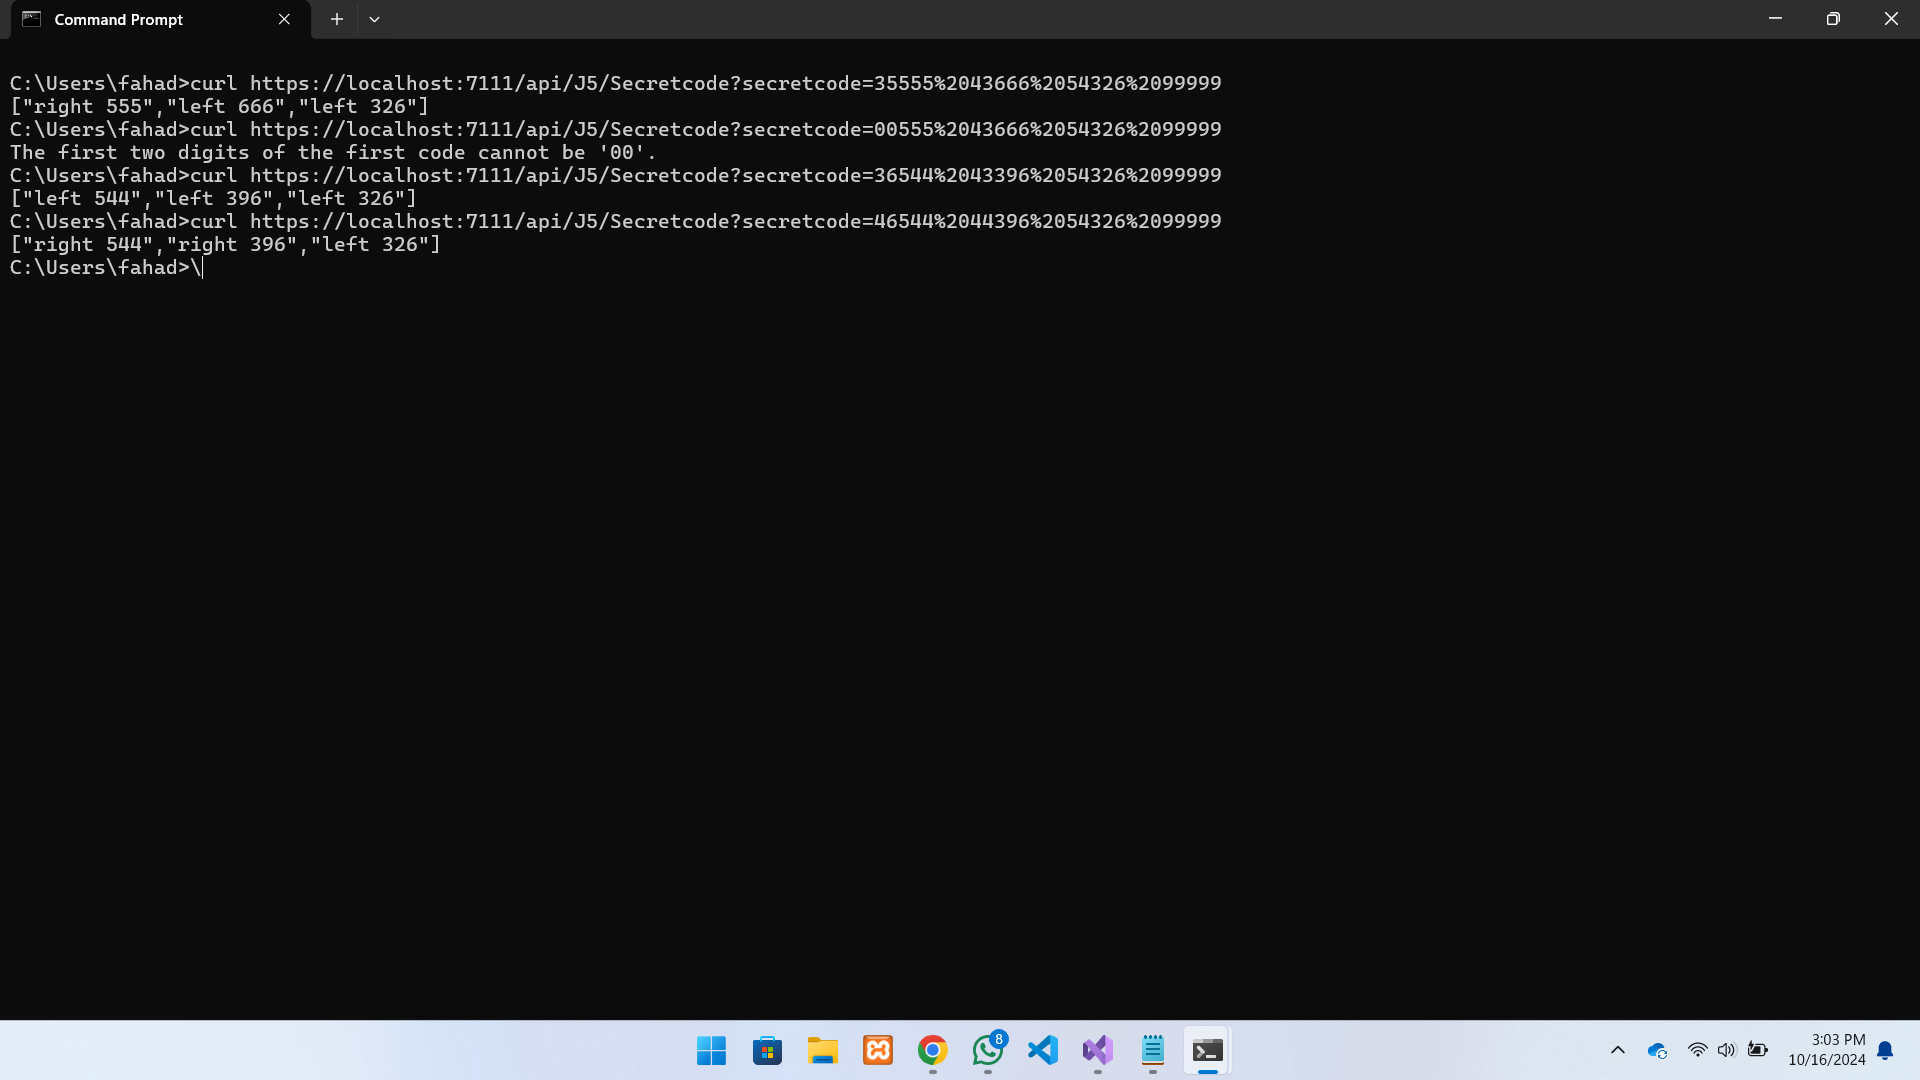 Command Prompt
C:\Users\fahad>curl https://localhost:7111/api/J5/Secretcode?secretcode=35555%2043666%2054326%2099999
["right 555","left 666","left 326"]
C:\Users\fahad>curl https://localhost:7111/api/J5/Secretcode?secretcode=00555%2043666%2054326%2099999
The first two digits of the first code cannot be '00'.
C:\Users\fahad>curl https://localhost:7111/api/J5/Secretcode?secretcode=36544%2043396%2054326%2099999
["left 544","left 396","left 326"]
C:\Users\fahad>curl https://localhost:7111/api/J5/Secretcode?secretcode=46544%2044396%2054326%2099999
["right 544","right 396","left 326"]
C:\Users\fahad>\
8
3:03 PM
10/16/2024